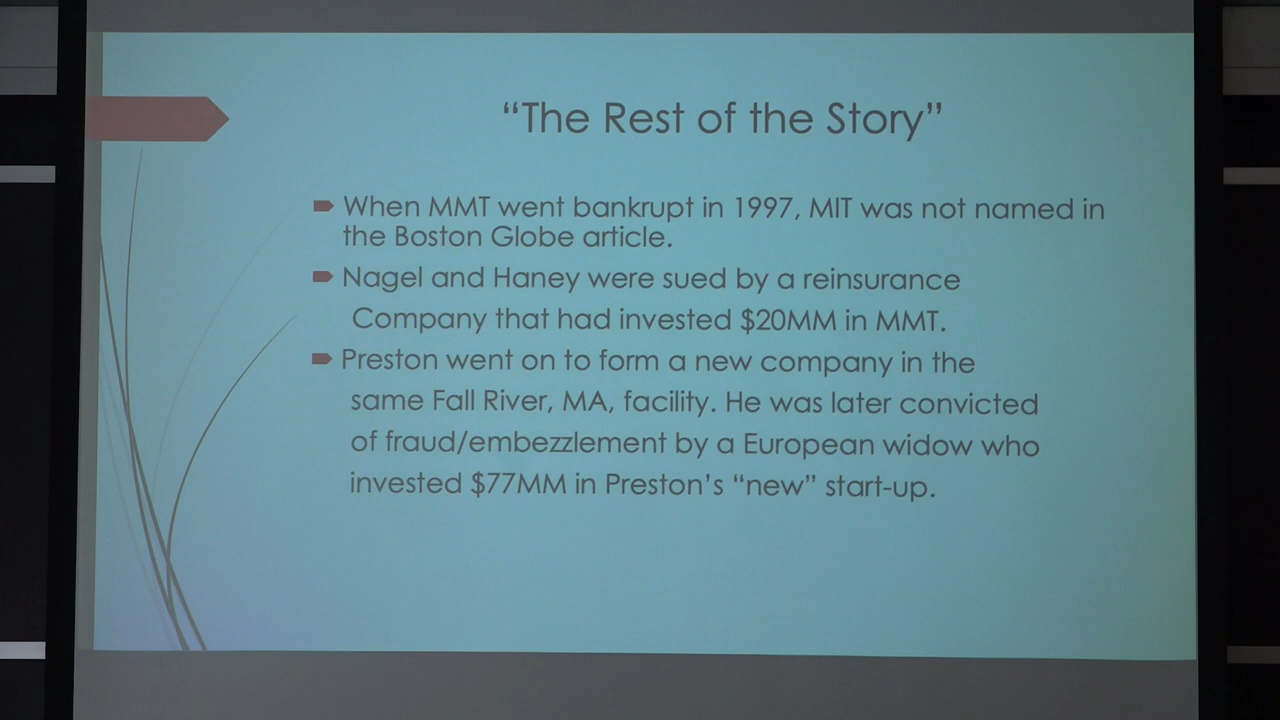 “The Rest of the Story”
When MMT went bankrupt in 1997, MIT was not named in
the Boston Globe article.
Nagel and Haney were sued by a reinsurance
Company that had invested $20MM in MMT.
Preston went on to form a new company in the
same Fall River, MA, facility. He was later convicted
of fraud/embezzlement by a European widow who
invested $77MM in Preston’s “new” start-up.